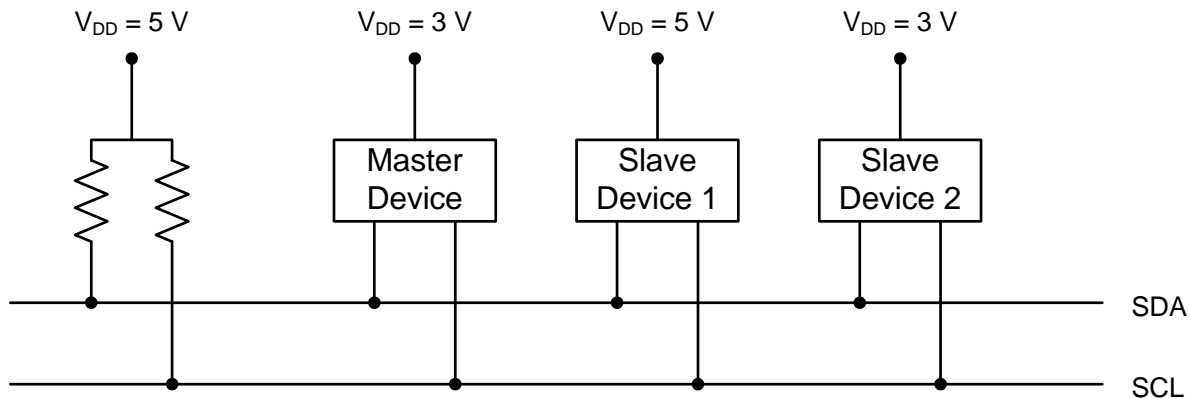 V_DD = 5 V
V_DD = 3 V
V_DD = 5 V
V_DD = 3 V
Master
Device
Slave
Device 1
Slave
Device 2
SDA
SCL